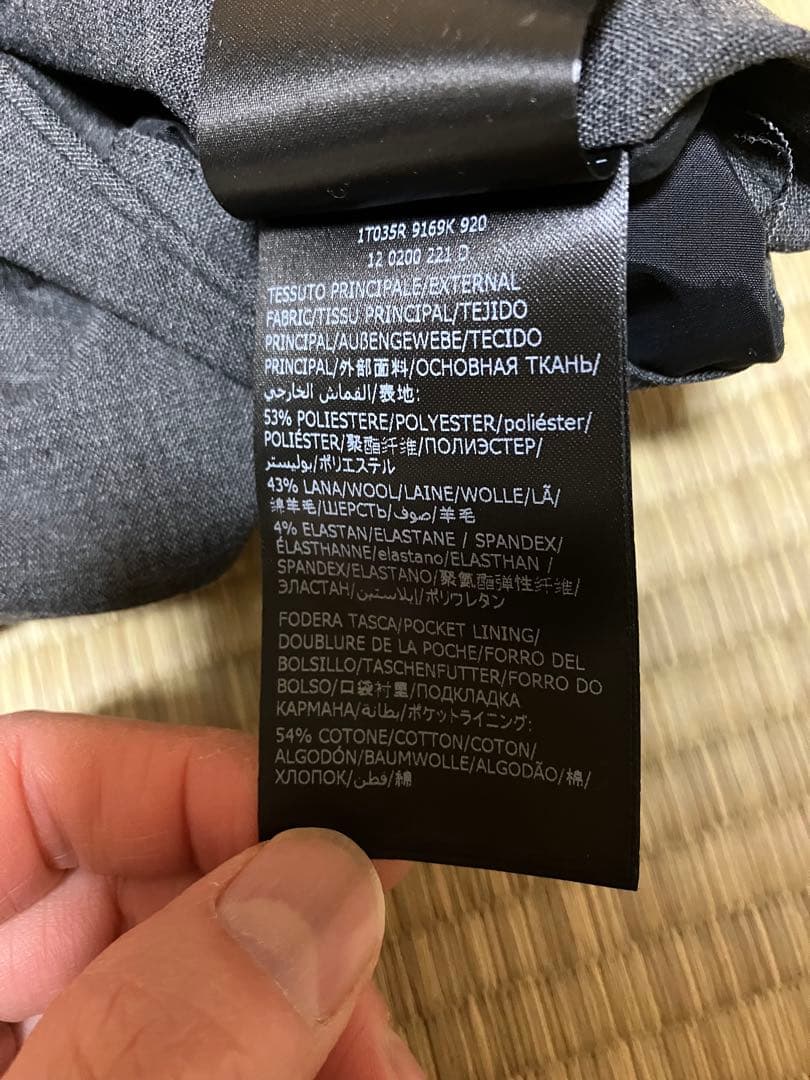 1T035R 9169K 920
12 0200 221 D
TESSUTO PRINCIPALE/EXTERNAL
FABRIC/TISSU PRINCIPAL/TEJIDO
PRINCIPAL/AUßENGEWEBE/TECIDO
PRINCIPAL/外部面料/ОСНОВНАЯ ТКАНЬ/
القماش الخارجي/表地:
53% POLIESTERE/POLYESTER/poliéster/
POLIÉSTER/聚酯纤维/ПОЛИЭСТЕР/
بوليستر/ポリエステル
43% LANA/WOOL/LAINE/WOLLE/LÃ/
绵羊毛/ШЕРСТЬ/صوف/羊毛
4% ELASTAN/ELASTANE / SPANDEX/
ÉLASTHANNE/elastano/ELASTHAN /
SPANDEX/ELASTANO/聚氨酯弹性纤维/
ЭЛАСТАН/إيلاستين/ポリウレタン
FODERA TASCA/POCKET LINING/
DOUBLURE DE LA POCHE/FORRO DEL
BOLSILLO/TASCHENFUTTER/FORRO DO
BOLSO/口袋衬里/ПОДКЛАДКА
КАРМАНА/بطانة/ポケットライニング:
54% COTONE/COTTON/COTON/
ALGODÓN/BAUMWOLLE/ALGODÃO/棉/
ХЛОПОК/قطن/綿